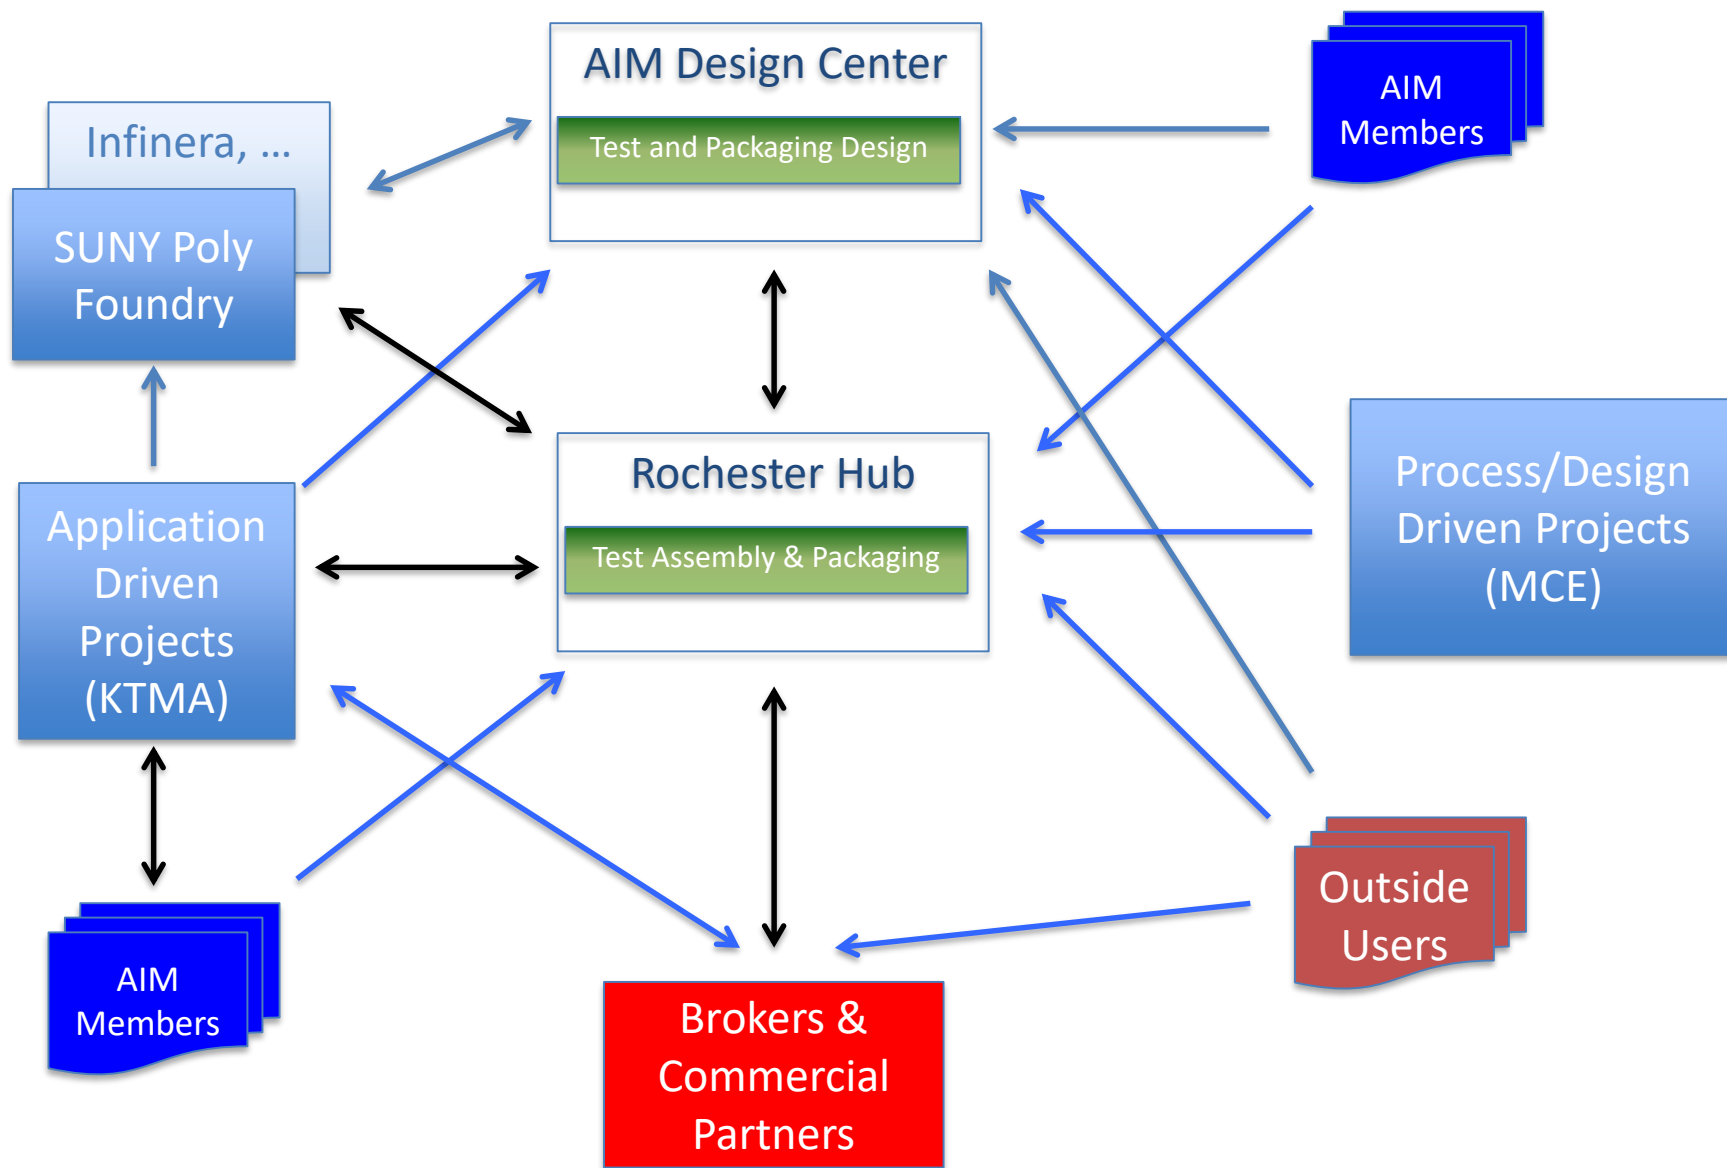 AIM Design Center
Test and Packaging Design
AIM
Members
Infinera, ...
SUNY Poly
Foundry
Rochester Hub
Test Assembly & Packaging
Process/Design
Driven Projects
(MCE)
Application
Driven
Projects
(KTMA)
Outside
Users
AIM
Members
Brokers &
Commercial
Partners